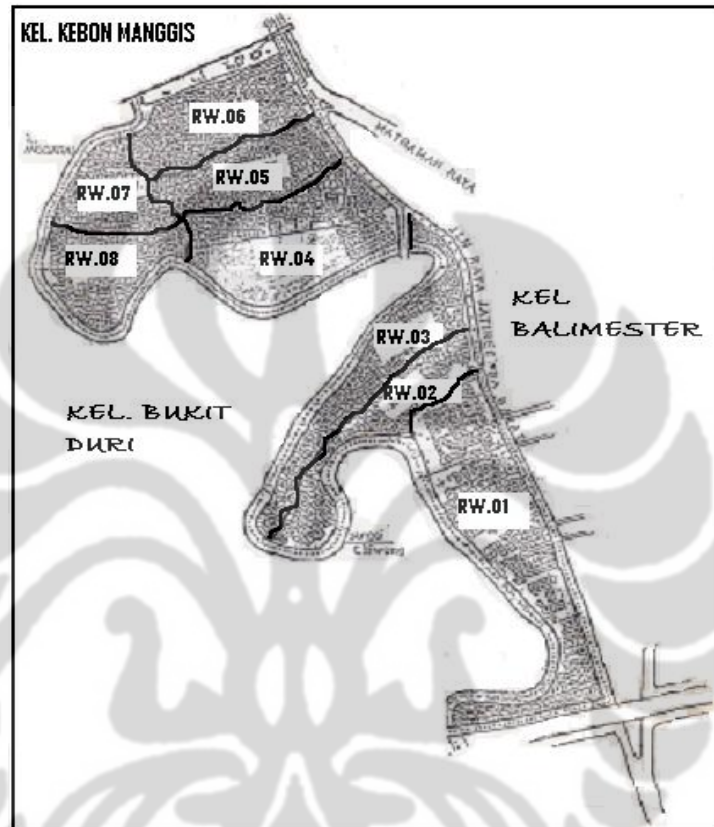 KEL. KEBON MANGGIS
RW.06
MATRAMAN RAYA
RW.05
RW.07
RW.08
RW.04
KEL
BALIMESTER
RW.03
RW.02
KEL. BUKIT
DURI
RW.01